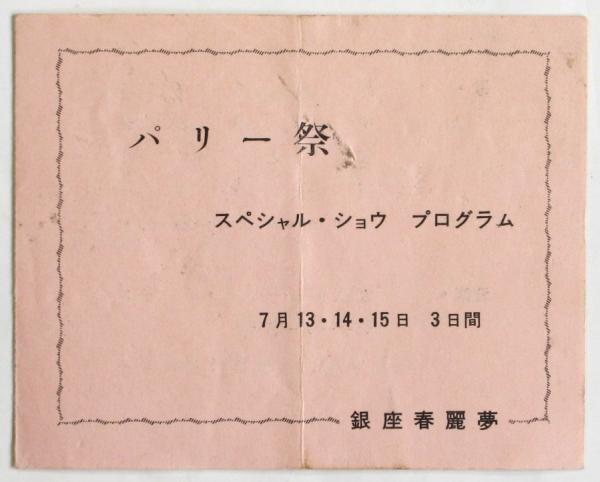 パリー祭
スペシャル・ショウ　プログラム
7月13・14・15日　3日間
銀座春麗夢